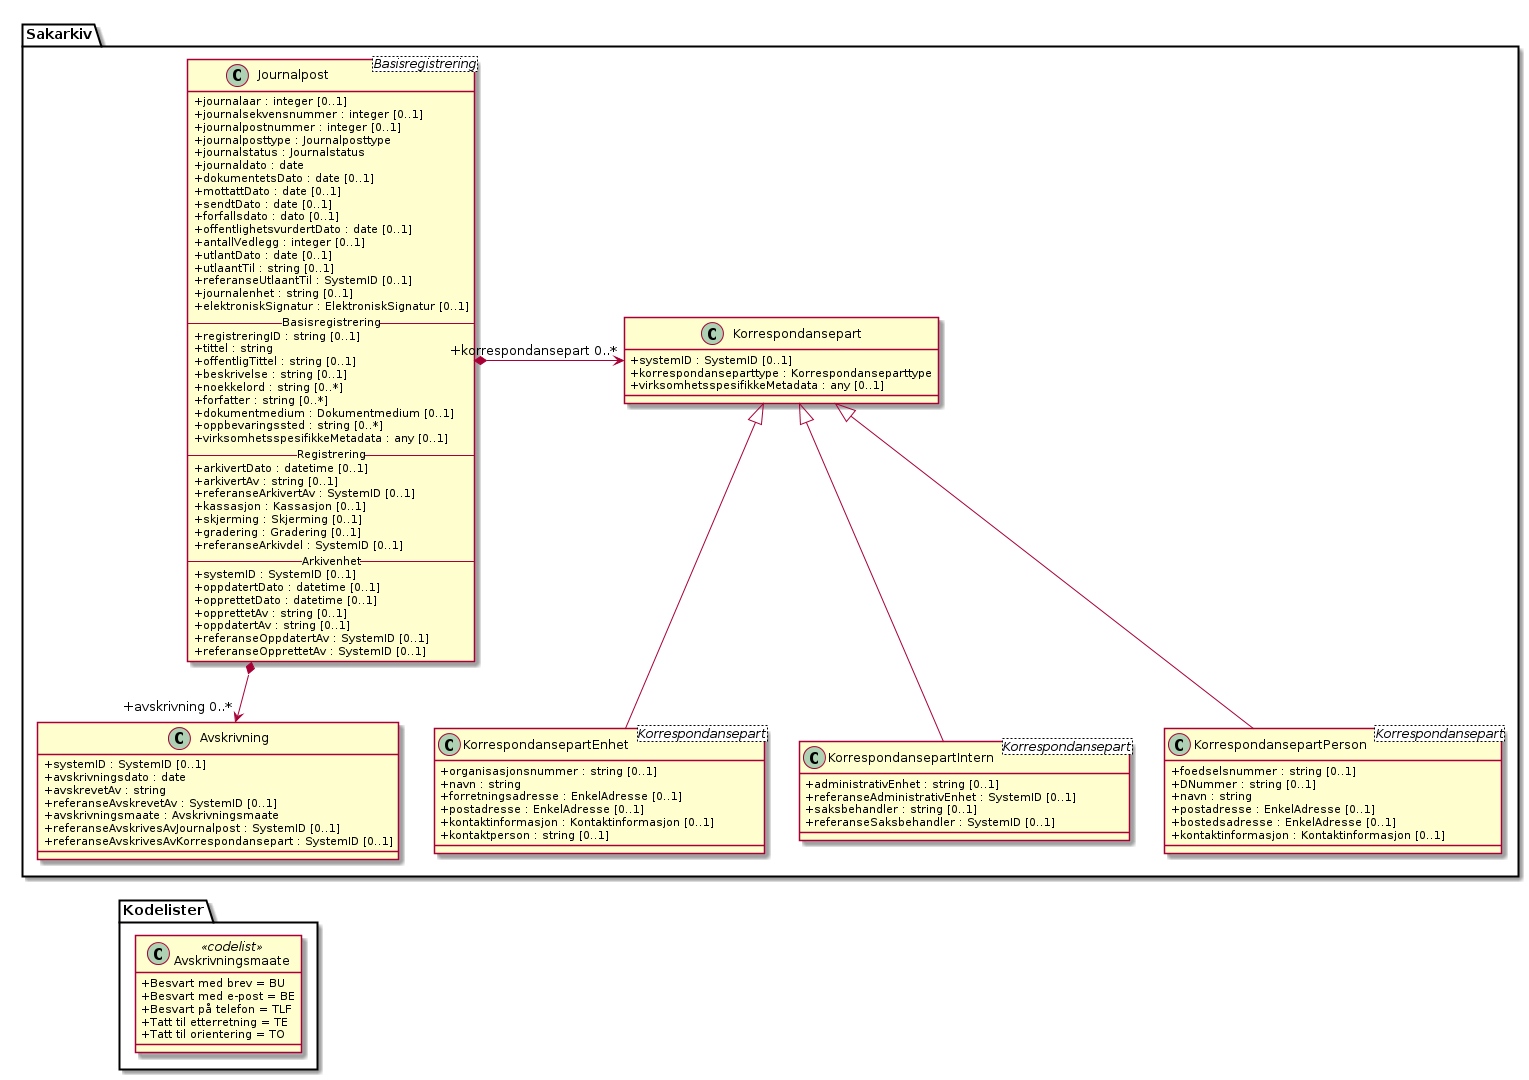 Sakarkiv
C Journalpost
Basisregistrering
+journalaar : integer [0..1]
+journalsekvensnummer : integer [0..1]
+journalpostnummer : integer [0..1]
+journalposttype : Journalposttype
+journalstatus : Journalstatus
+journaldato : date
+dokumentetsDato : date [0..1]
+mottattDato : date [0..1]
+sendtDato : date [0..1]
+forfallsdato : dato [0..1]
+offentlighetsvurdertDato : date [0..1]
+antallVedlegg : integer [0..1]
+utlantDato : date [0..1]
+utlaantTil : string [0..1]
+referanseUtlaantTil : SystemID [0..1]
+journalenhet : string [0..1]
+elektroniskSignatur : ElektroniskSignatur [0..1]
Basisregistrering
+registreringID : string [0..1]
+tittel : string
+offentligTittel : string [0..1]
+beskrivelse : string [0..1]
+noekkelord : string [0..*]
+forfatter : string [0..*]
+dokumentmedium : Dokumentmedium [0..1]
+oppbevaringssted : string [0..*]
+virksomhetsspesifikkeMetadata : any [0..1]
Registrering
+arkivertDato : datetime [0..1]
+arkivertAv : string [0..1]
+referanseArkivertAv : SystemID [0..1]
+kassasjon : Kassasjon [0..1]
+skjerming : Skjerming [0..1]
+gradering : Gradering [0..1]
+referanseArkivdel : SystemID [0..1]
Arkivenhet
+systemID : SystemID [0..1]
+oppdatertDato : datetime [0..1]
+opprettetDato : datetime [0..1]
+opprettetAv : string [0..1]
+oppdatertAv : string [0..1]
+referanseOppdatertAv : SystemID [0..1]
+referanseOpprettetAv : SystemID [0..1]
+korrespondansepart 0..*
C Korrespondansepart
+systemID : SystemID [0..1]
+korrespondanseparttype : Korrespondanseparttype
+virksomhetsspesifikkeMetadata : any [0..1]
+avskrivning 0..*
C Avskrivning
+systemID : SystemID [0..1]
+avskrivningsdato : date
+avskrevetAv : string
+referanseAvskrevetAv : SystemID [0..1]
+avskrivningsmaate : Avskrivningsmaate
+referanseAvskrivesAvJournalpost : SystemID [0..1]
+referanseAvskrivesAvKorrespondansepart : SystemID [0..1]
C KorrespondansepartEnhet
Korrespondansepart
+organisasjonsnummer : string [0..1]
+navn : string
+forretningsadresse : EnkelAdresse [0..1]
+postadresse : EnkelAdresse [0..1]
+kontaktinformasjon : Kontaktinformasjon [0..1]
+kontaktperson : string [0..1]
C KorrespondansepartIntern
Korrespondansepart
+administrativEnhet : string [0..1]
+referanseAdministrativEnhet : SystemID [0..1]
+saksbehandler : string [0..1]
+referanseSaksbehandler : SystemID [0..1]
C KorrespondansepartPerson
Korrespondansepart
+foedselsnummer : string [0..1]
+DNummer : string [0..1]
+navn : string
+postadresse : EnkelAdresse [0..1]
+bostedsadresse : EnkelAdresse [0..1]
+kontaktinformasjon : Kontaktinformasjon [0..1]
Kodelister
C «codelist»
Avskrivningsmaate
+Besvart med brev = BU
+Besvart med e-post = BE
+Besvart på telefon = TLF
+Tatt til etterretning = TE
+Tatt til orientering = TO